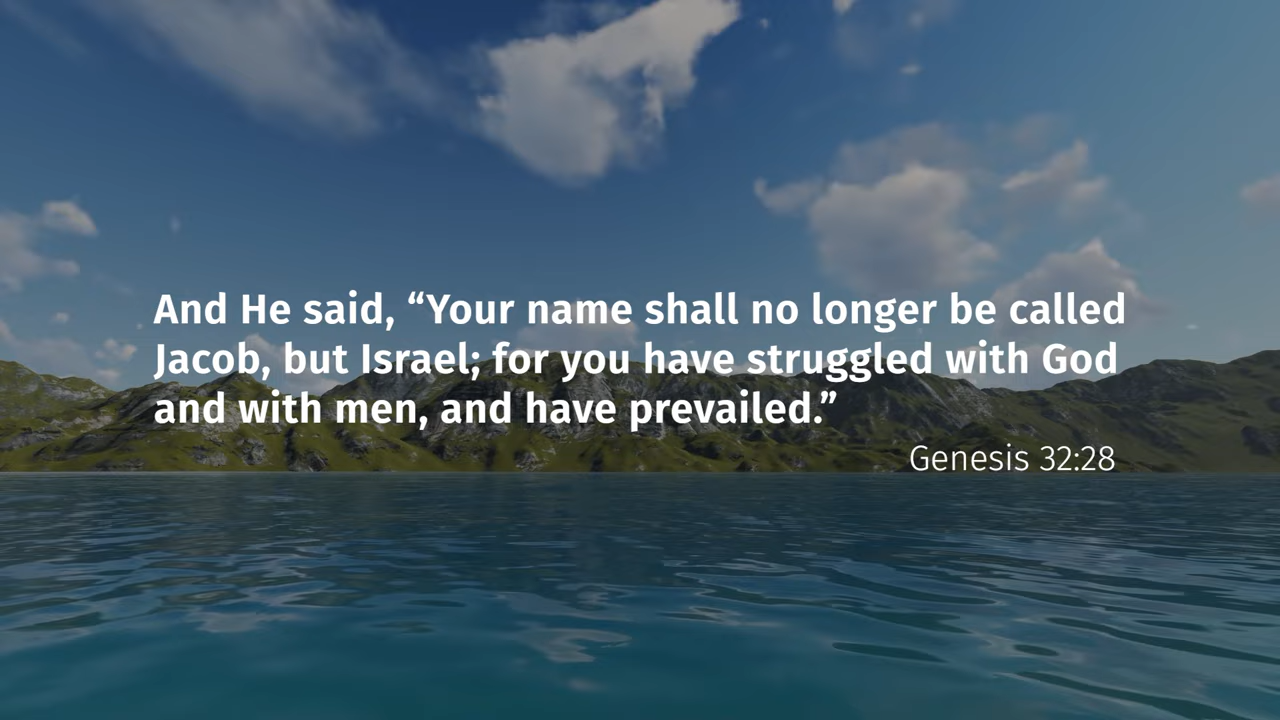 And He said, “Your name shall no longer be called
Jacob, but Israel; for you have struggled with God
and with men, and have prevailed.”
Genesis 32:28